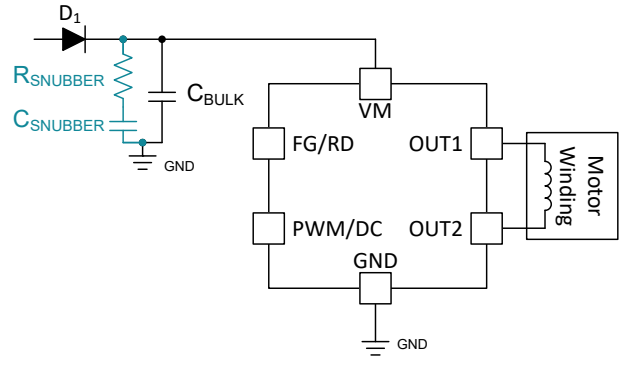 D1
RSNUBBER
CSNUBBER
CBULK
GND
VM
FG/RD
OUT1
PWM/DC
OUT2
GND
Motor
Winding
GND